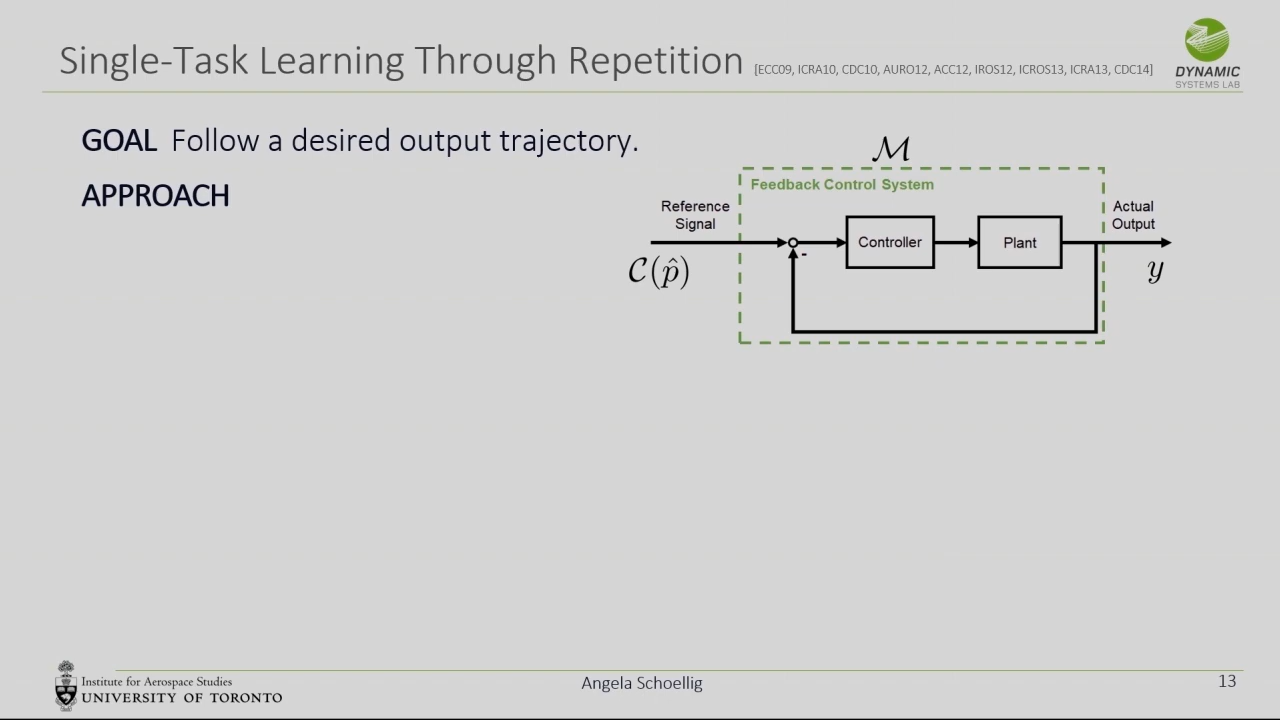 Single-Task Learning Through Repetition [ECC09, ICRA10, CDC10, AURO12, ACC12, IROS12, ICROS13, ICRA13, CDC14]
DYNAMIC
SYSTEMS LAB
GOAL Follow a desired output trajectory.
APPROACH
ℳ
Feedback Control System
Reference
Signal
Actual
Output
Controller
Plant
-
𝒞(p̂)
y
Institute for Aerospace Studies
UNIVERSITY OF TORONTO
Angela Schoellig
13